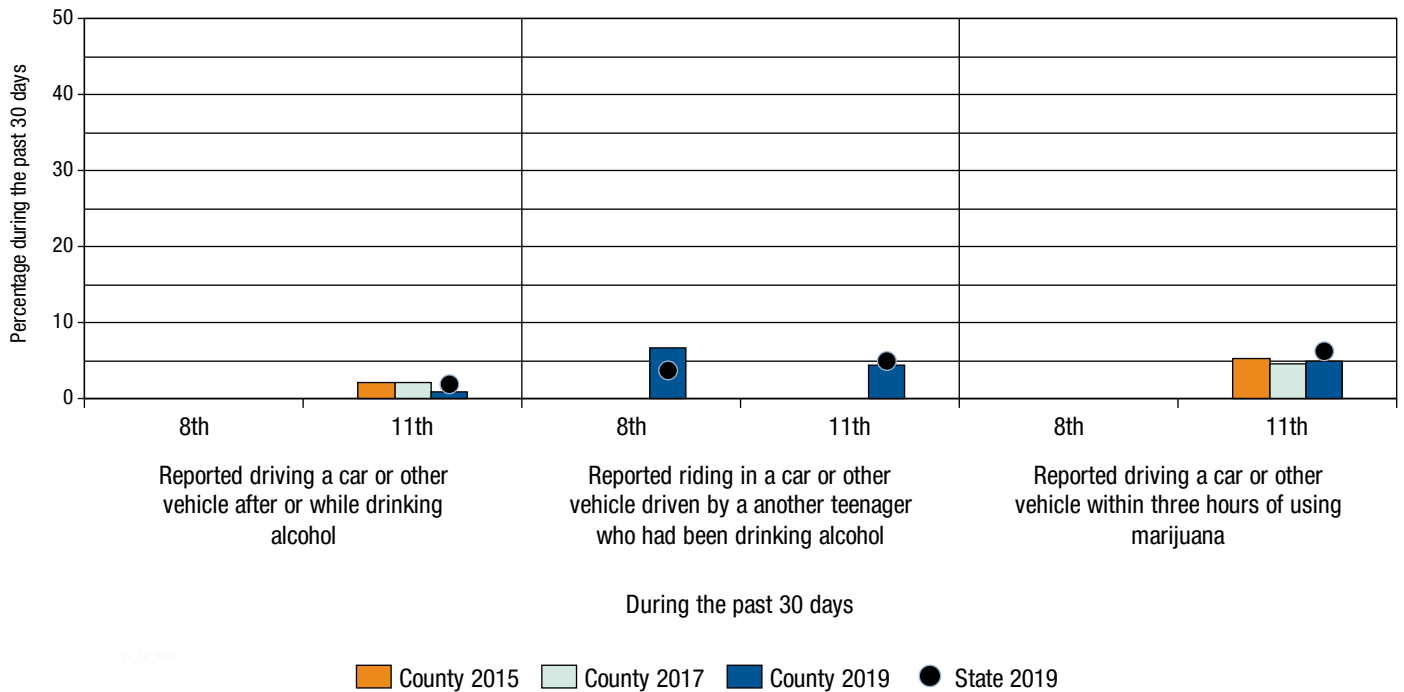 Percentage during the past 30 days
50
40
30
20
10
0
8th 11th 8th 11th 8th 11th
Reported driving a car or other
vehicle after or while drinking
alcohol
Reported riding in a car or other
vehicle driven by a another teenager
who had been drinking alcohol
Reported driving a car or other
vehicle within three hours of using
marijuana
During the past 30 days
County 2015 County 2017 County 2019 State 2019